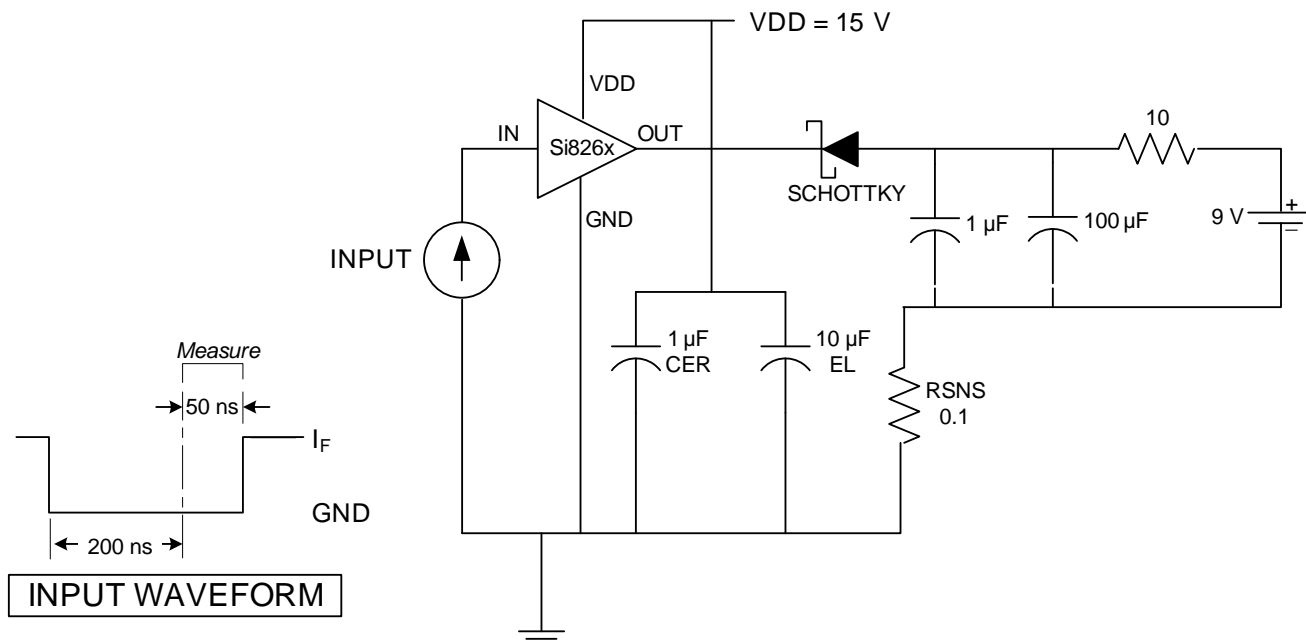 VDD = 15 V
VDD
IN
Si826x
OUT
GND
SCHOTTKY
10
1 µF
100 µF
9 V
+
INPUT
1 µF
CER
10 µF
EL
RSNS
0.1
Measure
50 ns
IF
GND
200 ns
INPUT WAVEFORM